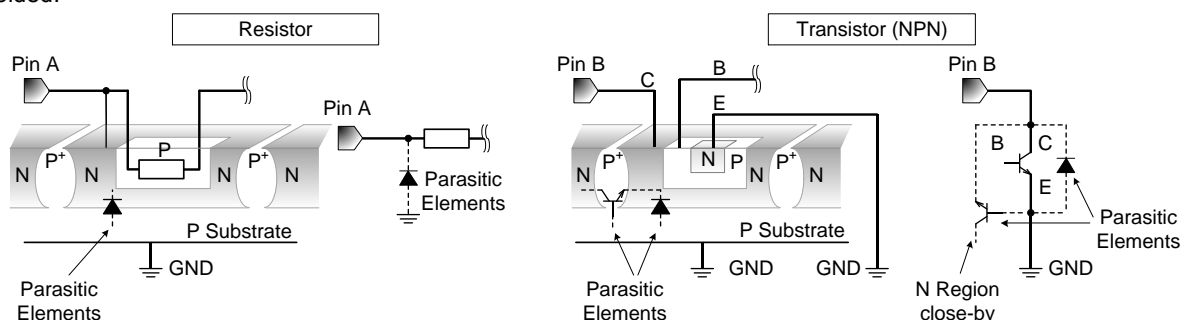 Resistor
Transistor (NPN)
Pin A
Pin A
P
N
P+
N
N
P+
N
Parasitic
Elements
P Substrate
GND
Parasitic
Elements
Pin B
C
B
E
N
P+
N
N
P
N
P+
N
P Substrate
GND
GND
Parasitic
Elements
Pin B
B
C
E
Parasitic
Elements
GND
N Region
close-by